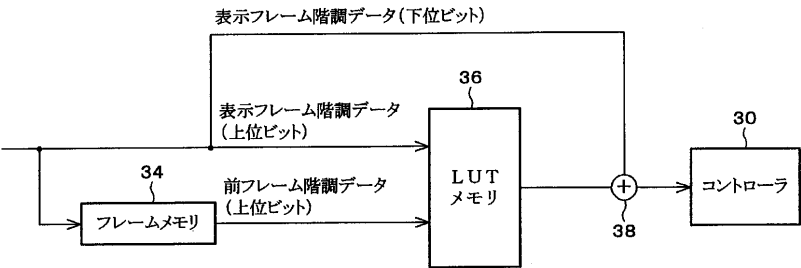 表示フレーム階調データ(下位ビット)
36
表示フレーム階調データ
(上位ビット)
30
34
前フレーム階調データ
(上位ビット)
LUT
メモリ
+
コントローラ
フレームメモリ
38